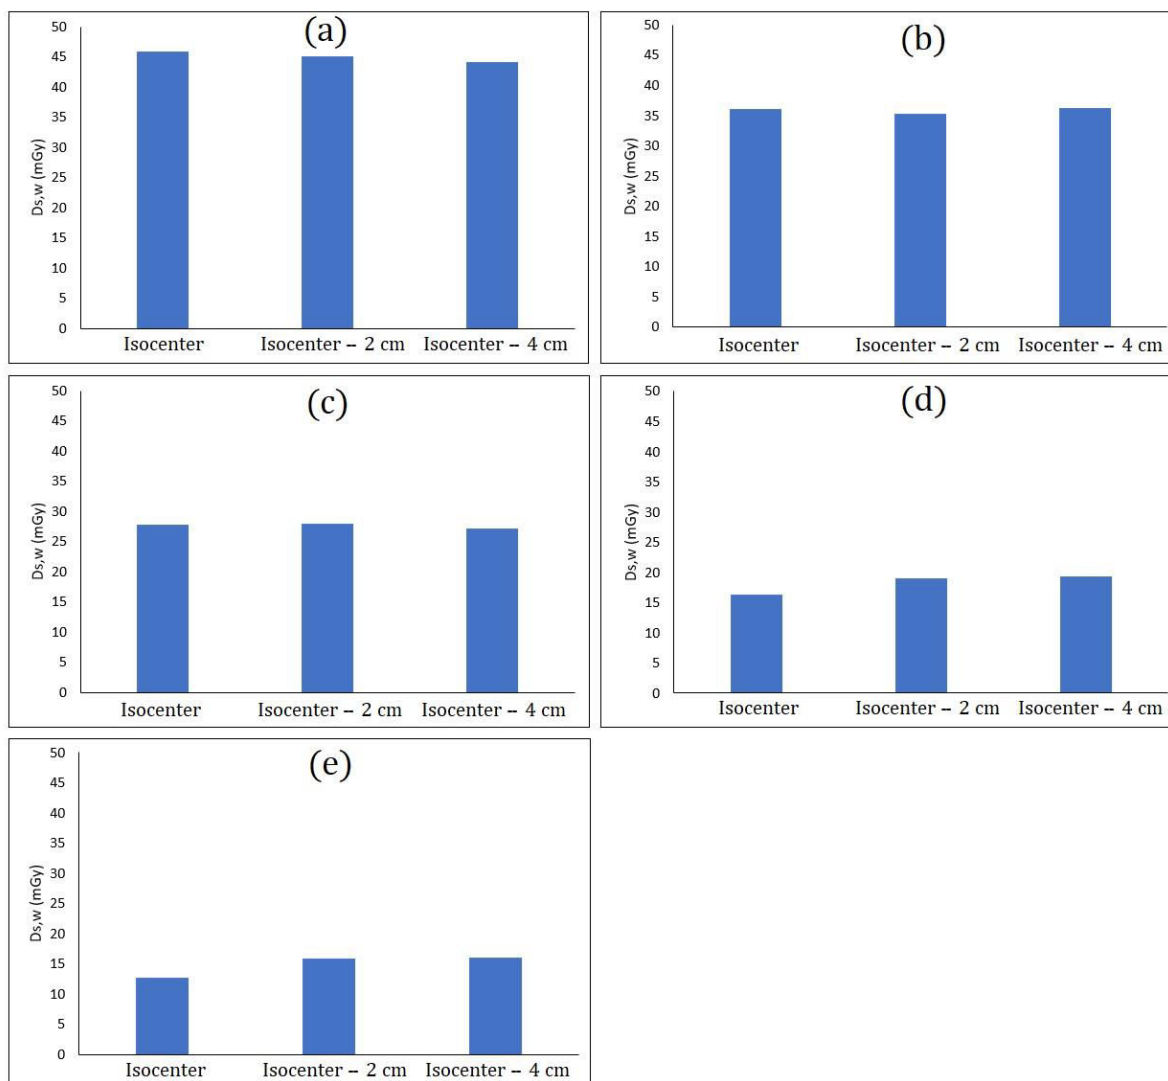 (a)
50
45
40
35
30
25
20
15
10
5
0
Ds,w (mGy)
Isocenter
Isocenter – 2 cm
Isocenter – 4 cm
(b)
50
45
40
35
30
25
20
15
10
5
0
Ds,w (mGy)
Isocenter
Isocenter – 2 cm
Isocenter – 4 cm
(c)
50
45
40
35
30
25
20
15
10
5
0
Ds,w (mGy)
Isocenter
Isocenter – 2 cm
Isocenter – 4 cm
(d)
50
45
40
35
30
25
20
15
10
5
0
Ds,w (mGy)
Isocenter
Isocenter – 2 cm
Isocenter – 4 cm
(e)
50
45
40
35
30
25
20
15
10
5
0
Ds,w (mGy)
Isocenter
Isocenter – 2 cm
Isocenter – 4 cm